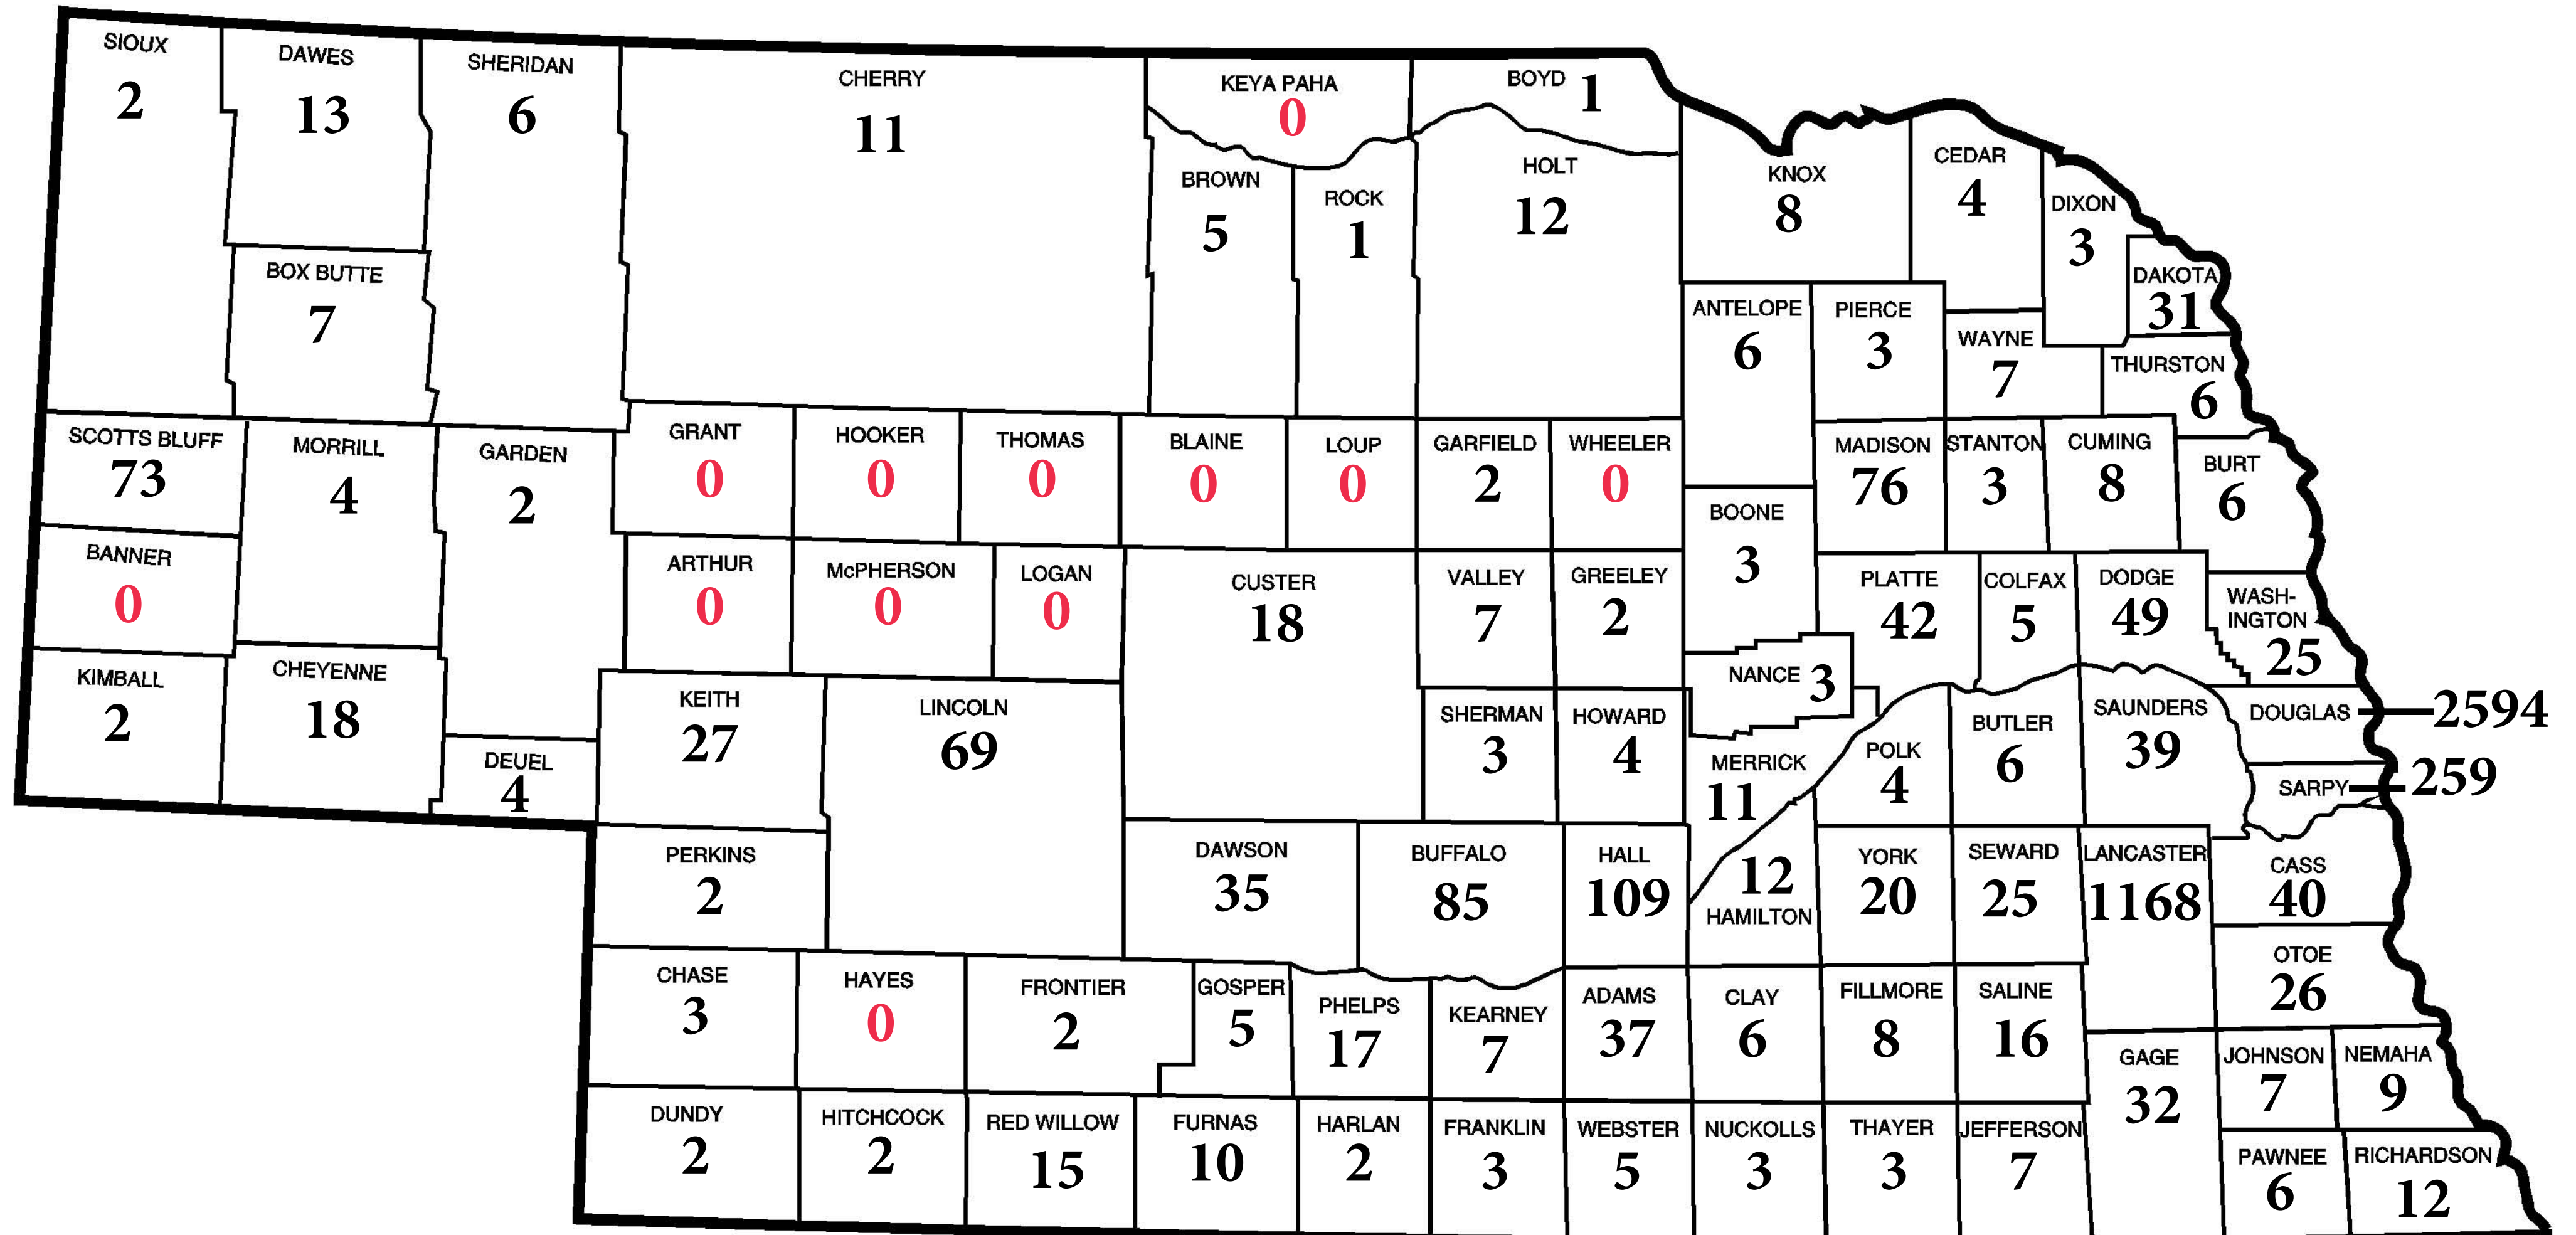 SIOUX
2
DAWES
13
SHERIDAN
6
CHERRY
11
KEYA PAHA
0
BOYD 1
BROWN
5
ROCK
1
HOLT
12
KNOX
8
CEDAR
4
DIXON
3
DAKOTA
31
BOX BUTTE
7
ANTELOPE
6
PIERCE
3
WAYNE
7
THURSTON
6
SCOTTS BLUFF
73
MORRILL
4
GARDEN
2
GRANT
0
HOOKER
0
THOMAS
0
BLAINE
0
LOUP
0
GARFIELD
2
WHEELER
0
MADISON
76
STANTON
3
CUMING
8
BURT
6
BANNER
0
ARTHUR
0
McPHERSON
0
LOGAN
0
CUSTER
18
VALLEY
7
GREELEY
2
BOONE
3
PLATTE
42
COLFAX
5
DODGE
49
WASH-
INGTON
25
KIMBALL
2
CHEYENNE
18
DEUEL
4
KEITH
27
LINCOLN
69
SHERMAN
3
HOWARD
4
NANCE 3
MERRICK
11
POLK
4
BUTLER
6
SAUNDERS
39
DOUGLAS 2594
SARPY 259
PERKINS
2
DAWSON
35
BUFFALO
85
HALL
109
12
HAMILTON
YORK
20
SEWARD
25
LANCASTER
1168
CASS
40
OTOE
26
CHASE
3
HAYES
0
FRONTIER
2
GOSPER
5
PHELPS
17
KEARNEY
7
ADAMS
37
CLAY
6
FILLMORE
8
SALINE
16
GAGE
32
JOHNSON
7
NEMAHA
9
DUNDY
2
HITCHCOCK
2
RED WILLOW
15
FURNAS
10
HARLAN
2
FRANKLIN
3
WEBSTER
5
NUCKOLLS
3
THAYER
3
JEFFERSON
7
PAWNEE
6
RICHARDSON
12